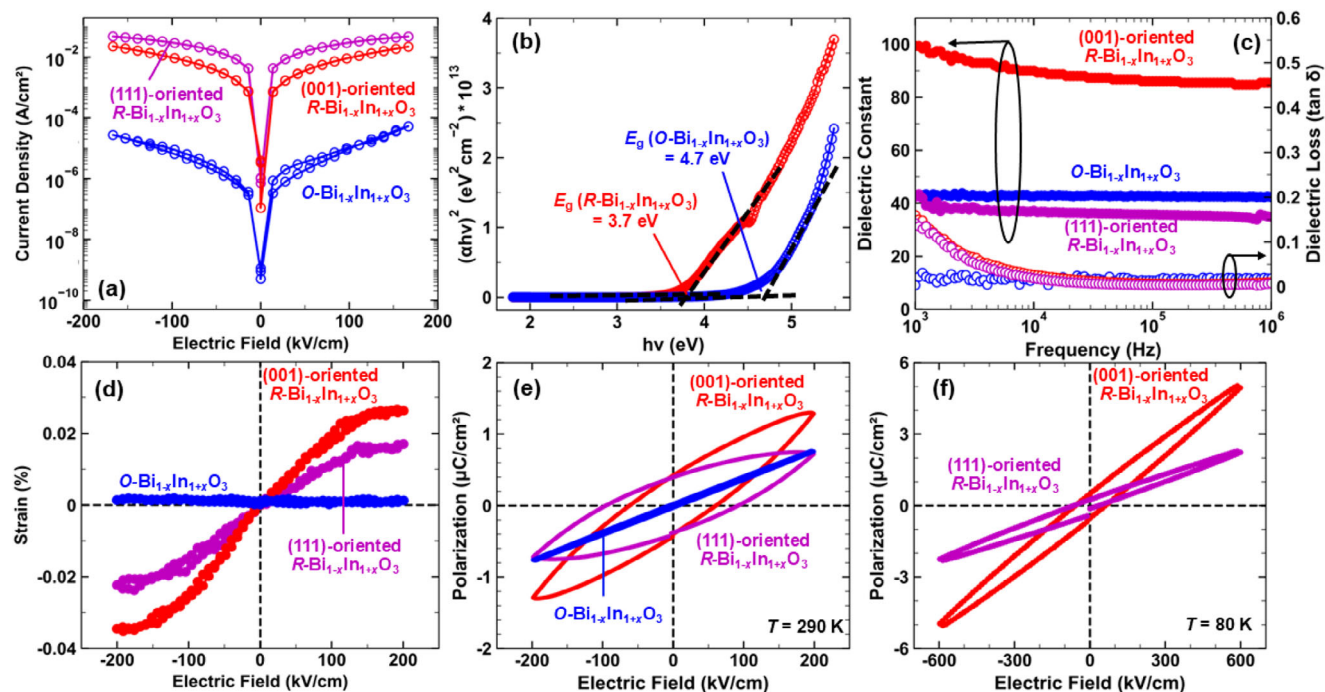 (a)
Current Density (A/cm²)
10⁻²
10⁻⁴
10⁻⁶
10⁻⁸
10⁻¹⁰
(111)-oriented
R-Bi₁₋ₓIn₁₊ₓO₃
(001)-oriented
R-Bi₁₋ₓIn₁₊ₓO₃
O-Bi₁₋ₓIn₁₊ₓO₃
-200 -100 0 100 200
Electric Field (kV/cm)
(b)
(αhν)² (eV² cm⁻²) * 10¹³
4
3
2
1
0
E_g (O-Bi₁₋ₓIn₁₊ₓO₃)
= 4.7 eV
E_g (R-Bi₁₋ₓIn₁₊ₓO₃)
= 3.7 eV
2 3 4 5
hν (eV)
(c)
Dielectric Constant
100
80
60
40
20
0
(001)-oriented
R-Bi₁₋ₓIn₁₊ₓO₃
O-Bi₁₋ₓIn₁₊ₓO₃
(111)-oriented
R-Bi₁₋ₓIn₁₊ₓO₃
0.6
0.5
0.4
0.3
0.2
0.1
0
Dielectric Loss (tan δ)
10³ 10⁴ 10⁵ 10⁶
Frequency (Hz)
(d)
Strain (%)
0.04
0.02
0
-0.02
-0.04
(001)-oriented
R-Bi₁₋ₓIn₁₊ₓO₃
O-Bi₁₋ₓIn₁₊ₓO₃
(111)-oriented
R-Bi₁₋ₓIn₁₊ₓO₃
-200 -100 0 100 200
Electric Field (kV/cm)
(e)
Polarization (μC/cm²)
2
1
0
-1
-2
(001)-oriented
R-Bi₁₋ₓIn₁₊ₓO₃
(111)-oriented
R-Bi₁₋ₓIn₁₊ₓO₃
O-Bi₁₋ₓIn₁₊ₓO₃
T = 290 K
-200 -100 0 100 200
Electric Field (kV/cm)
(f)
Polarization (μC/cm²)
6
3
0
-3
-6
(001)-oriented
R-Bi₁₋ₓIn₁₊ₓO₃
(111)-oriented
R-Bi₁₋ₓIn₁₊ₓO₃
T = 80 K
-600 -300 0 300 600
Electric Field (kV/cm)